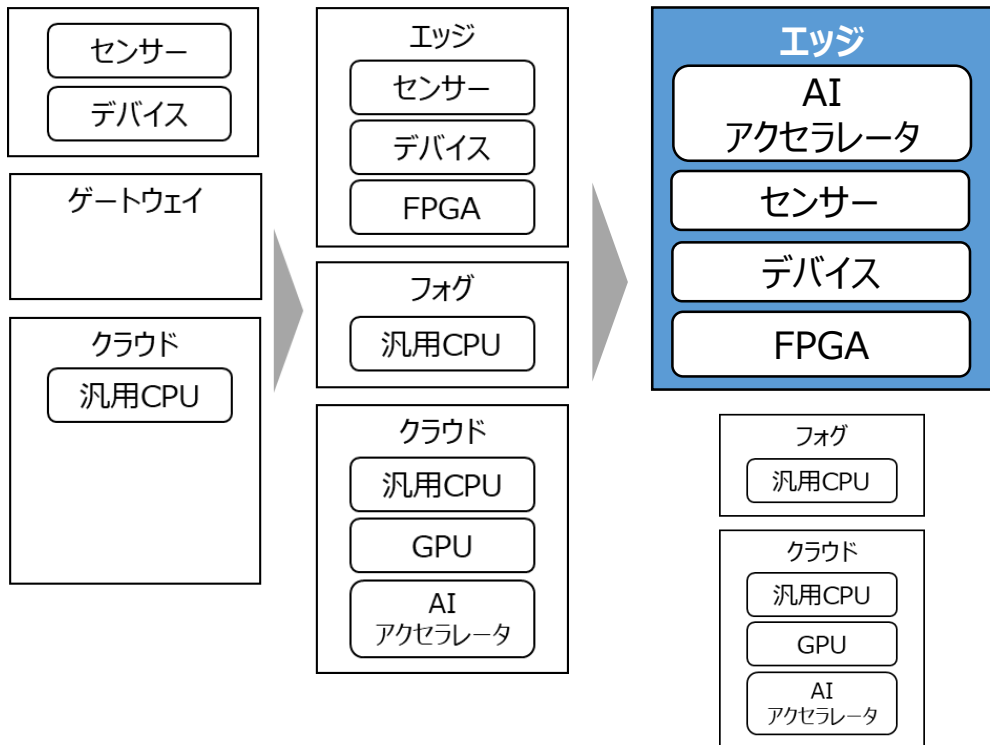 センサー
デバイス
ゲートウェイ
クラウド
汎用CPU
エッジ
センサー
デバイス
FPGA
フォグ
汎用CPU
クラウド
汎用CPU
GPU
AI
アクセラレータ
エッジ
AI
アクセラレータ
センサー
デバイス
FPGA
フォグ
汎用CPU
クラウド
汎用CPU
GPU
AI
アクセラレータ